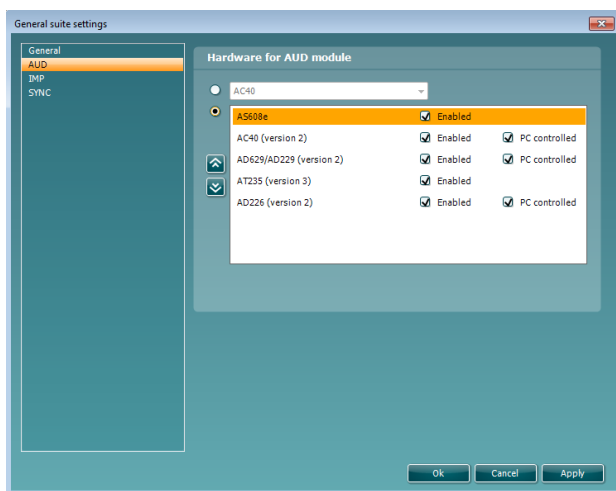 General suite settings
General
AUD
IMP
SYNC
Hardware for AUD module
AC40
AS608e Enabled
AC40 (version 2) Enabled PC controlled
AD629/AD229 (version 2) Enabled PC controlled
AT235 (version 3) Enabled
AD226 (version 2) Enabled PC controlled
Ok Cancel Apply